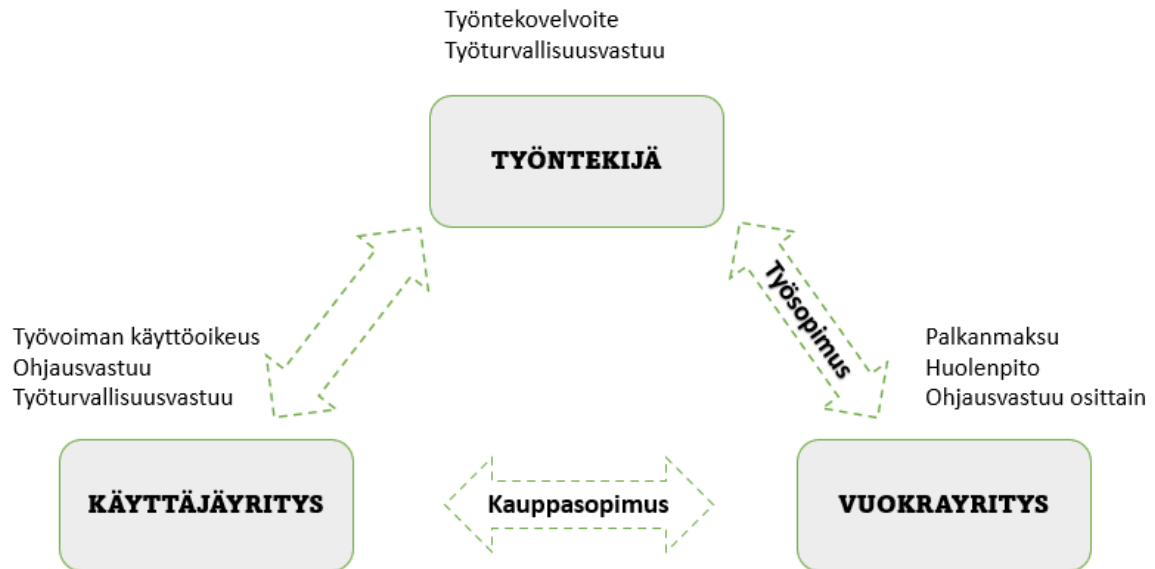 Työntekovelvoite
Työturvallisuusvastuu
TYÖNTEKIJÄ
Työsopimus
Työvoiman käyttöoikeus
Ohjausvastuu
Työturvallisuusvastuu
Palkanmaksu
Huolenpito
Ohjausvastuu osittain
KÄYTTÄJÄYRITYS
Kauppasopimus
VUOKRAYRITYS